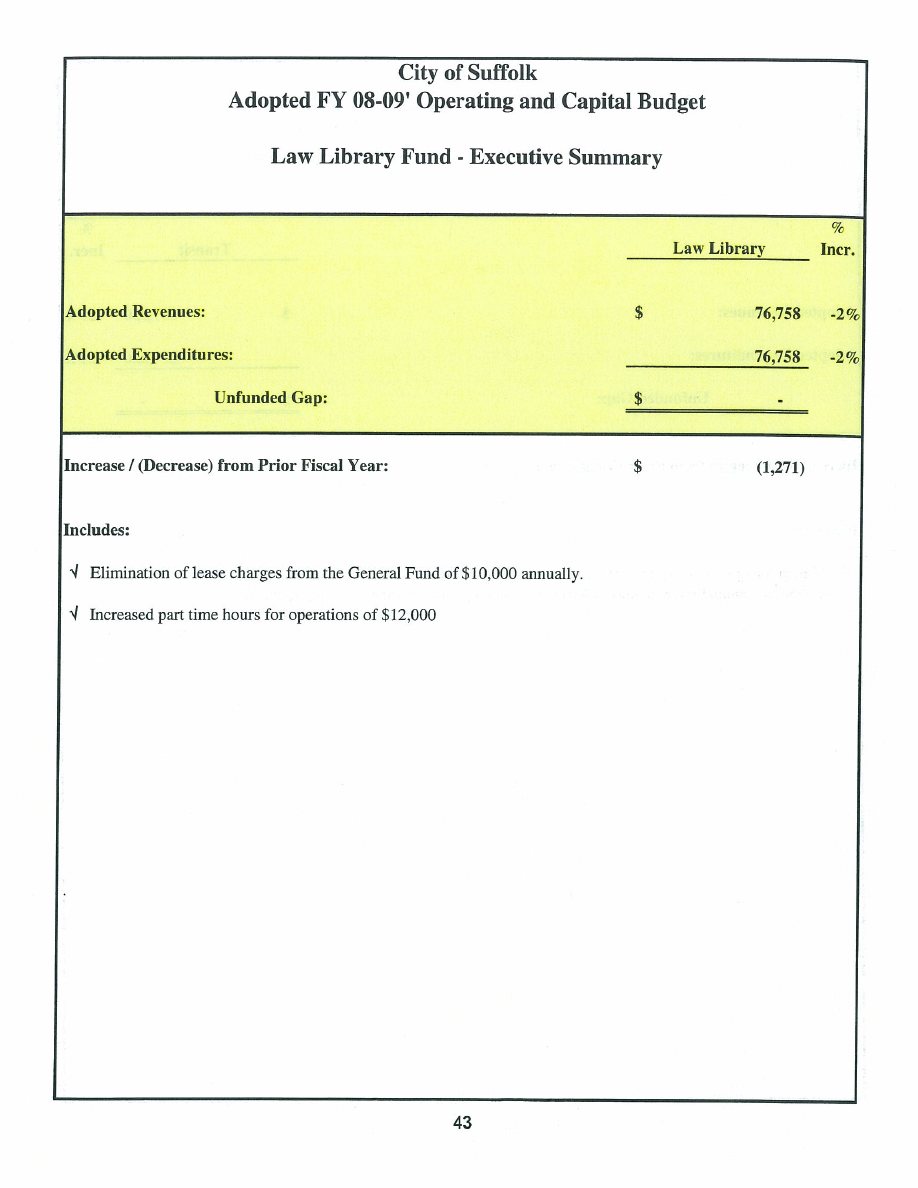 City of Suffolk
Adopted FY 08-09' Operating and Capital Budget
Law Library Fund - Executive Summary
%
Law Library Incr.
Adopted Revenues: $ 76,758 -2%
Adopted Expenditures: 76,758 -2%
Unfunded Gap: $ -
Increase / (Decrease) from Prior Fiscal Year: $ (1,271)
Includes:
√ Elimination of lease charges from the General Fund of $10,000 annually.
√ Increased part time hours for operations of $12,000
43